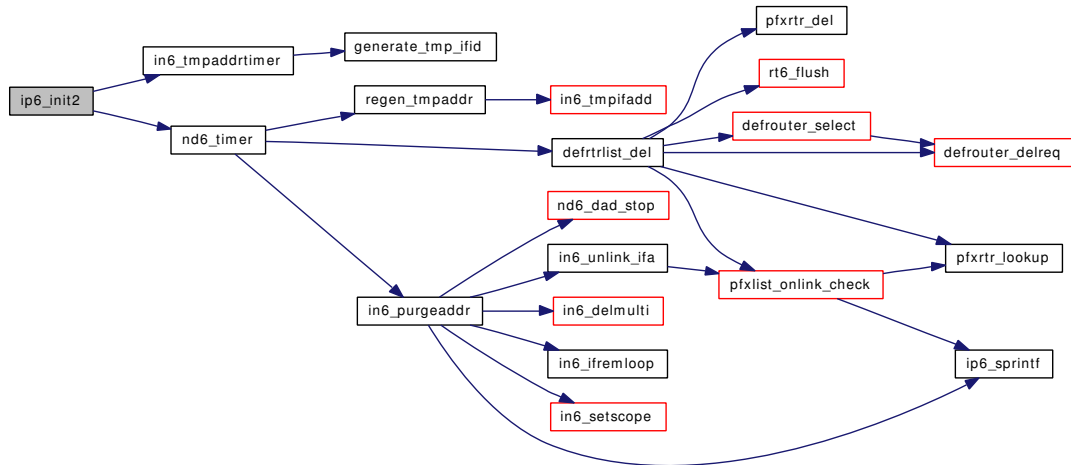 pfxrtr_del
in6_tmpaddrtimer
generate_tmp_ifid
rt6_flush
ip6_init2
regen_tmpaddr
in6_tmpifadd
defrouter_select
nd6_timer
defrtrlist_del
defrouter_delreq
nd6_dad_stop
in6_unlink_ifa
pfxrtr_lookup
pfxlist_onlink_check
in6_purgeaddr
in6_delmulti
in6_ifremloop
ip6_sprintf
in6_setscope